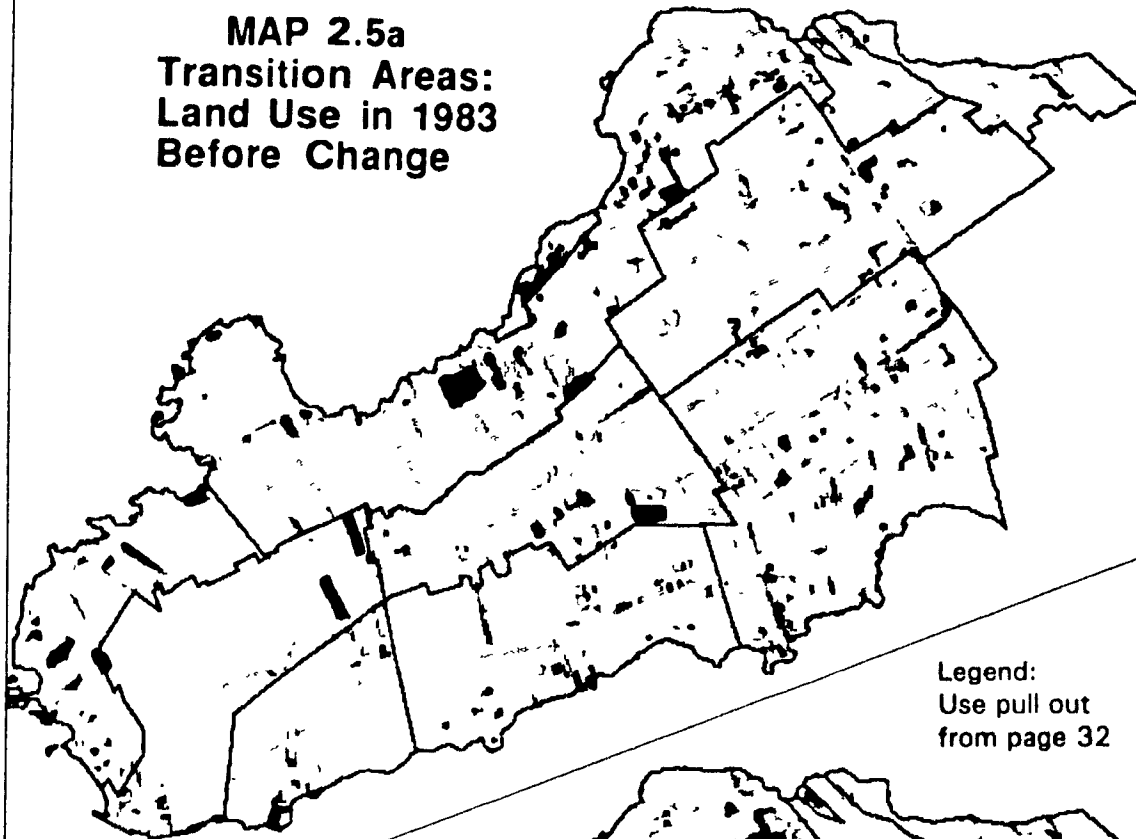 MAP 2.5a
Transition Areas:
Land Use in 1983
Before Change
Legend:
Use pull out
from page 32